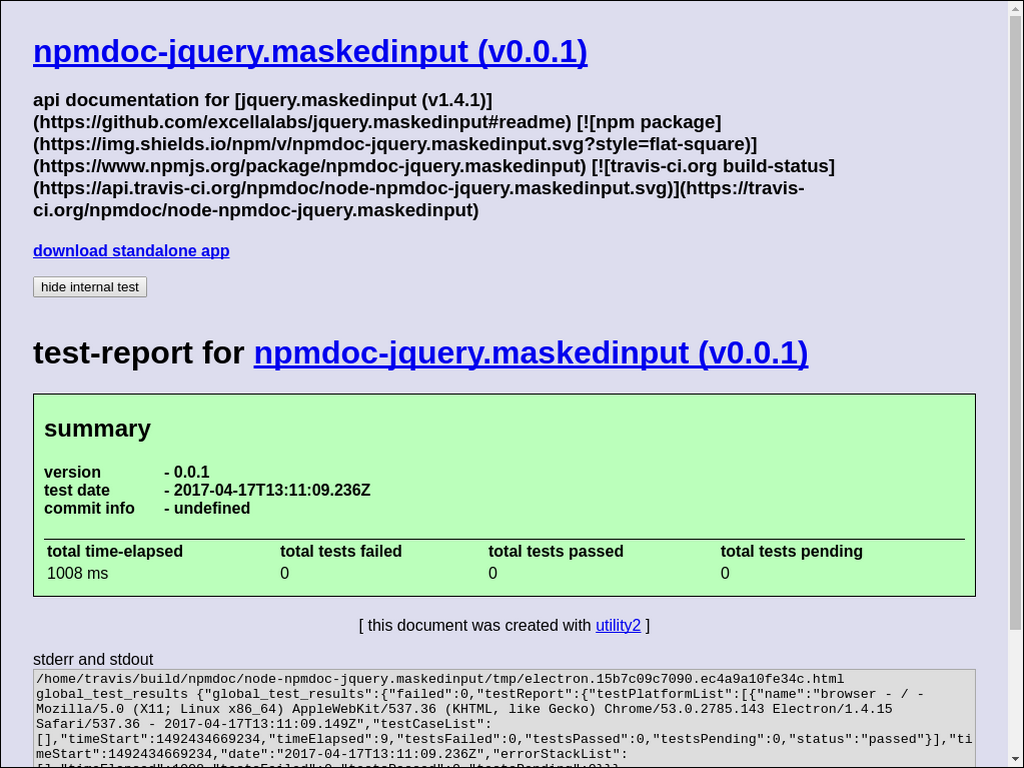 npmdoc-jquery.maskedinput (v0.0.1)
api documentation for [jquery.maskedinput (v1.4.1)]
(https://github.com/excellalabs/jquery.maskedinput#readme) [![npm package]
(https://img.shields.io/npm/v/npmdoc-jquery.maskedinput.svg?style=flat-square)]
(https://www.npmjs.org/package/npmdoc-jquery.maskedinput) [![travis-ci.org build-status]
(https://api.travis-ci.org/npmdoc/node-npmdoc-jquery.maskedinput.svg)](https://travis-
ci.org/npmdoc/node-npmdoc-jquery.maskedinput)
download standalone app
hide internal test
test-report for npmdoc-jquery.maskedinput (v0.0.1)
summary
version - 0.0.1
test date - 2017-04-17T13:11:09.236Z
commit info - undefined
total time-elapsed total tests failed total tests passed total tests pending
1008 ms 0 0 0
[ this document was created with utility2 ]
stderr and stdout
/home/travis/build/npmdoc/node-npmdoc-jquery.maskedinput/tmp/electron.15b7c09c7090.ec4a9a10fe34c.html
global_test_results {"global_test_results":{"failed":0,"testReport":{"testPlatformList":[{"name":"browser - / -
Mozilla/5.0 (X11; Linux x86_64) AppleWebKit/537.36 (KHTML, like Gecko) Chrome/53.0.2785.143 Electron/1.4.15
Safari/537.36 - 2017-04-17T13:11:09.149Z","testCaseList":
[],"timeStart":1492434669234,"timeElapsed":9,"testsFailed":0,"testsPassed":0,"testsPending":0,"status":"passed"}],"ti
meStart":1492434669234,"date":"2017-04-17T13:11:09.236Z","errorStackList":
[],"timeElapsed":1008,"testsFailed":0,"testsPassed":0,"testsPending":0}}}